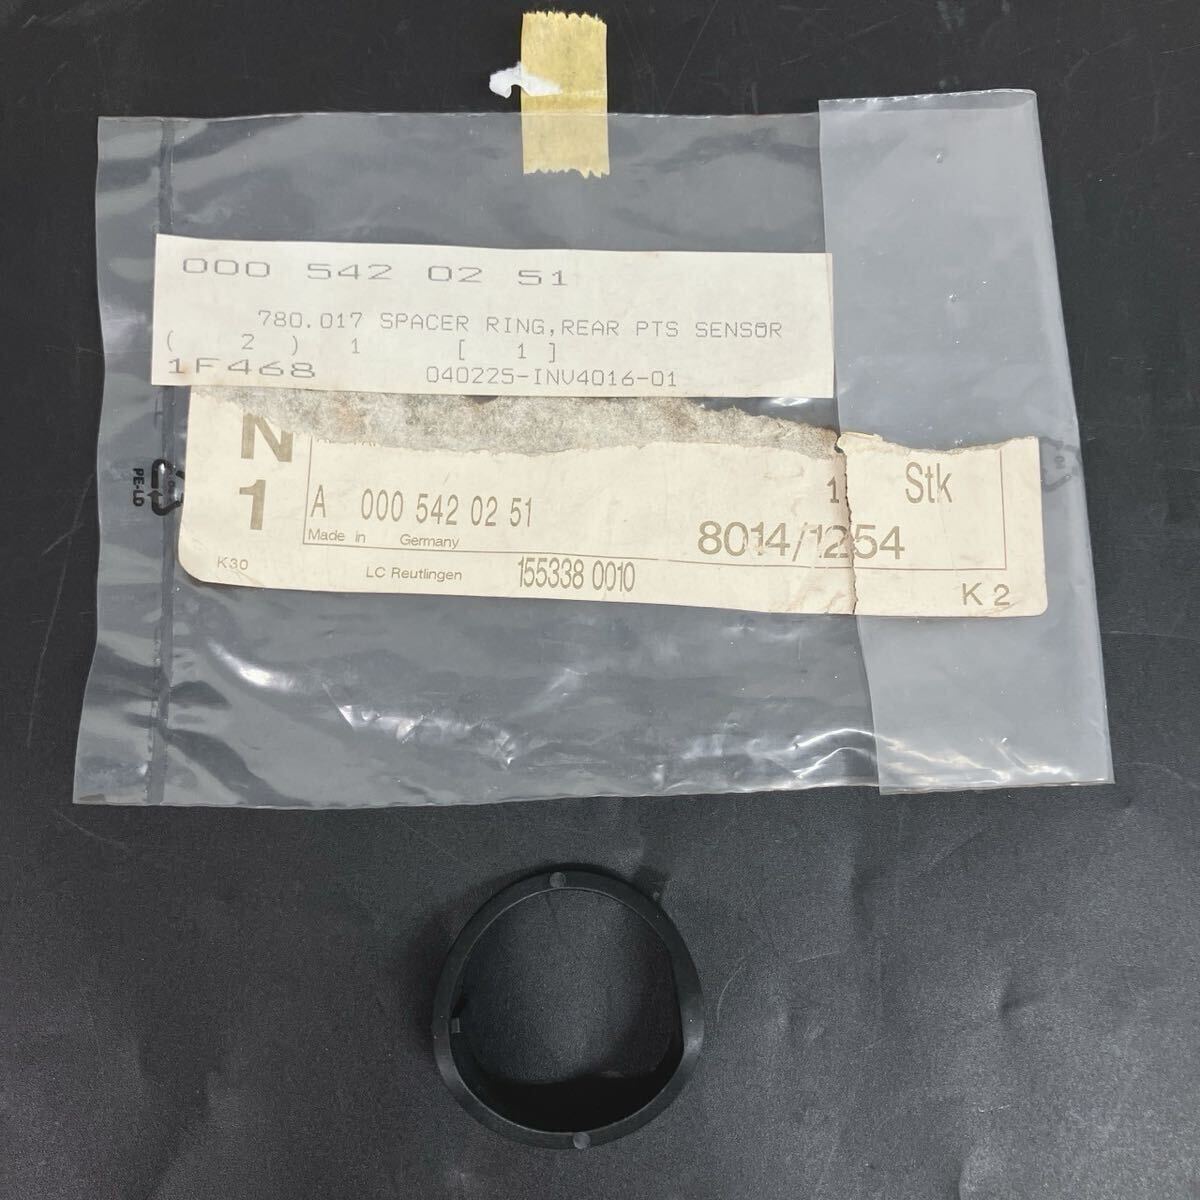 000 542 02 51
780.017 SPACER RING,REAR PTS SENSOR
( 2 ) 1 [ 1 ]
1F468 040225-INV4016-01
N
1
A 000 542 02 51
1 Stk
Made in Germany
8014/1254
K30
LC Reutlingen
155338 0010
K 2
PE-LD